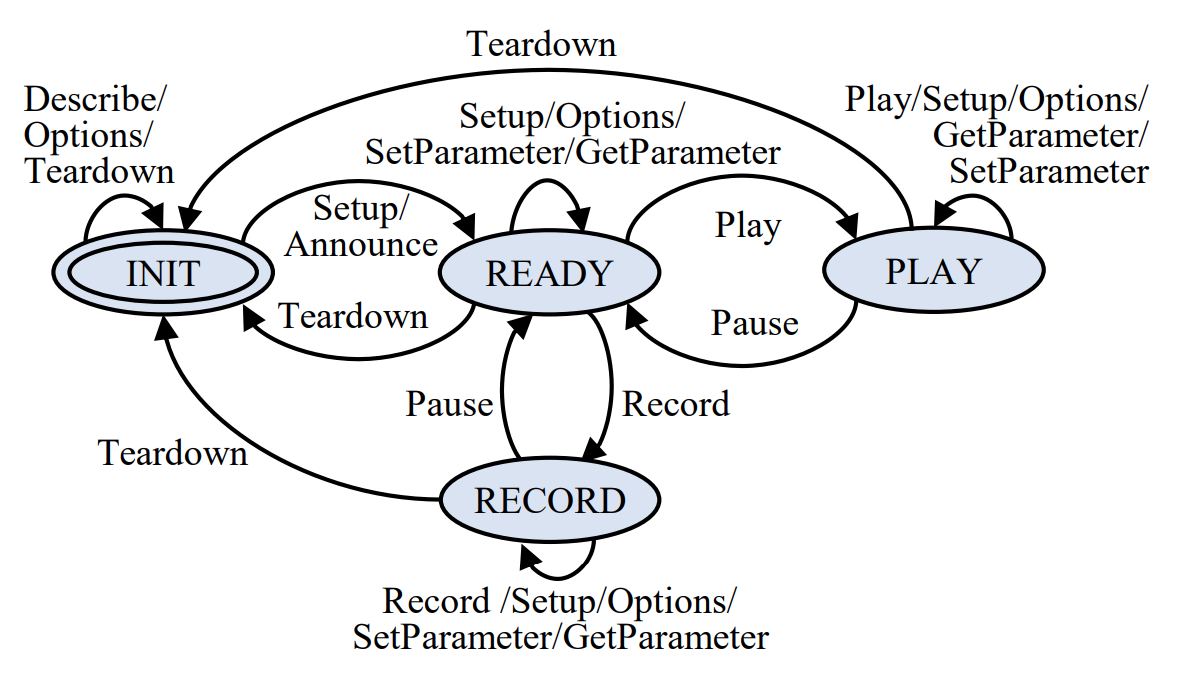 Teardown
Describe/
Options/
Teardown
Setup/Options/
SetParameter/GetParameter
Play/Setup/Options/
GetParameter/
SetParameter
Setup/
Announce
Play
INIT
READY
PLAY
Teardown
Pause
Pause
Record
Teardown
RECORD
Record /Setup/Options/
SetParameter/GetParameter